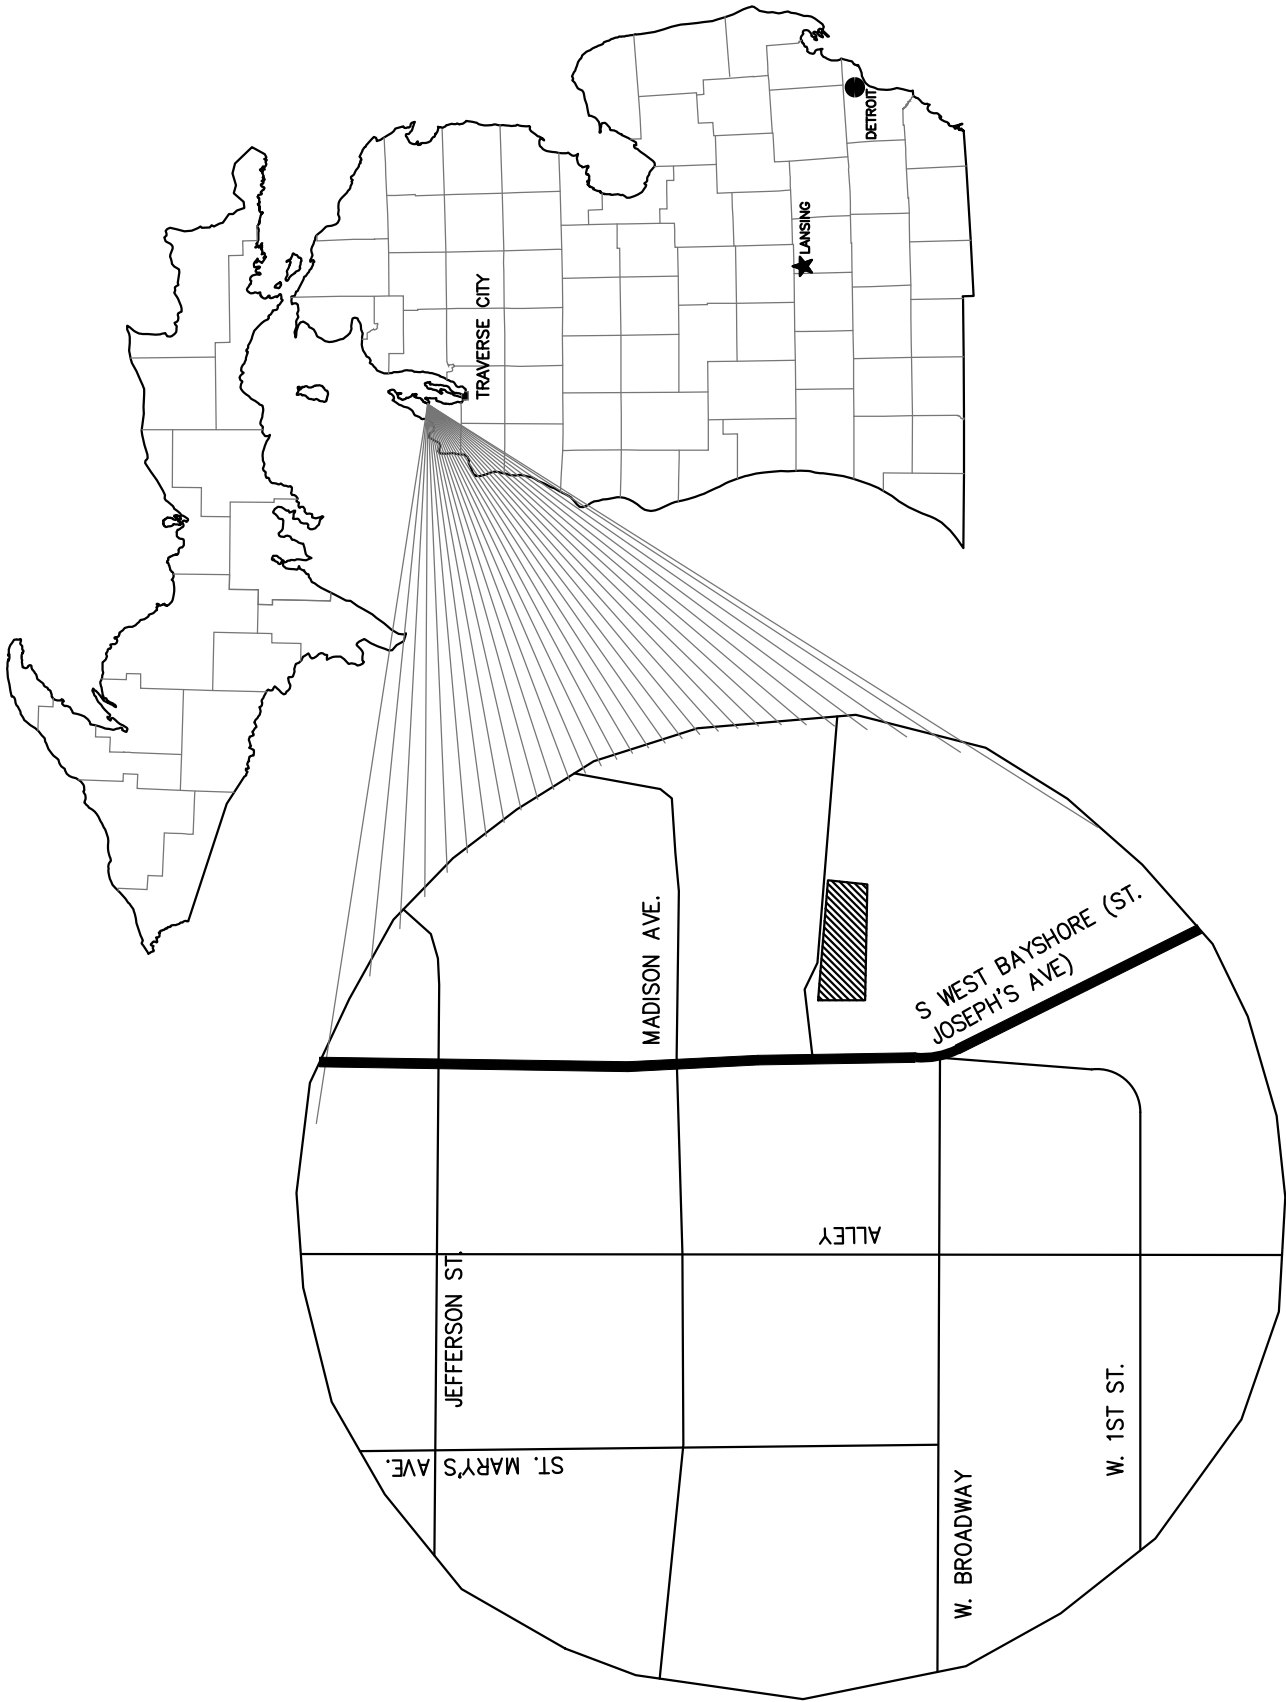 DETROIT
LANSING
TRAVERSE CITY
MADISON AVE.
S WEST BAYSHORE (ST.
JOSEPH'S AVE)
ALLEY
JEFFERSON ST.
ST. MARY'S AVE.
W. 1ST ST.
W. BROADWAY